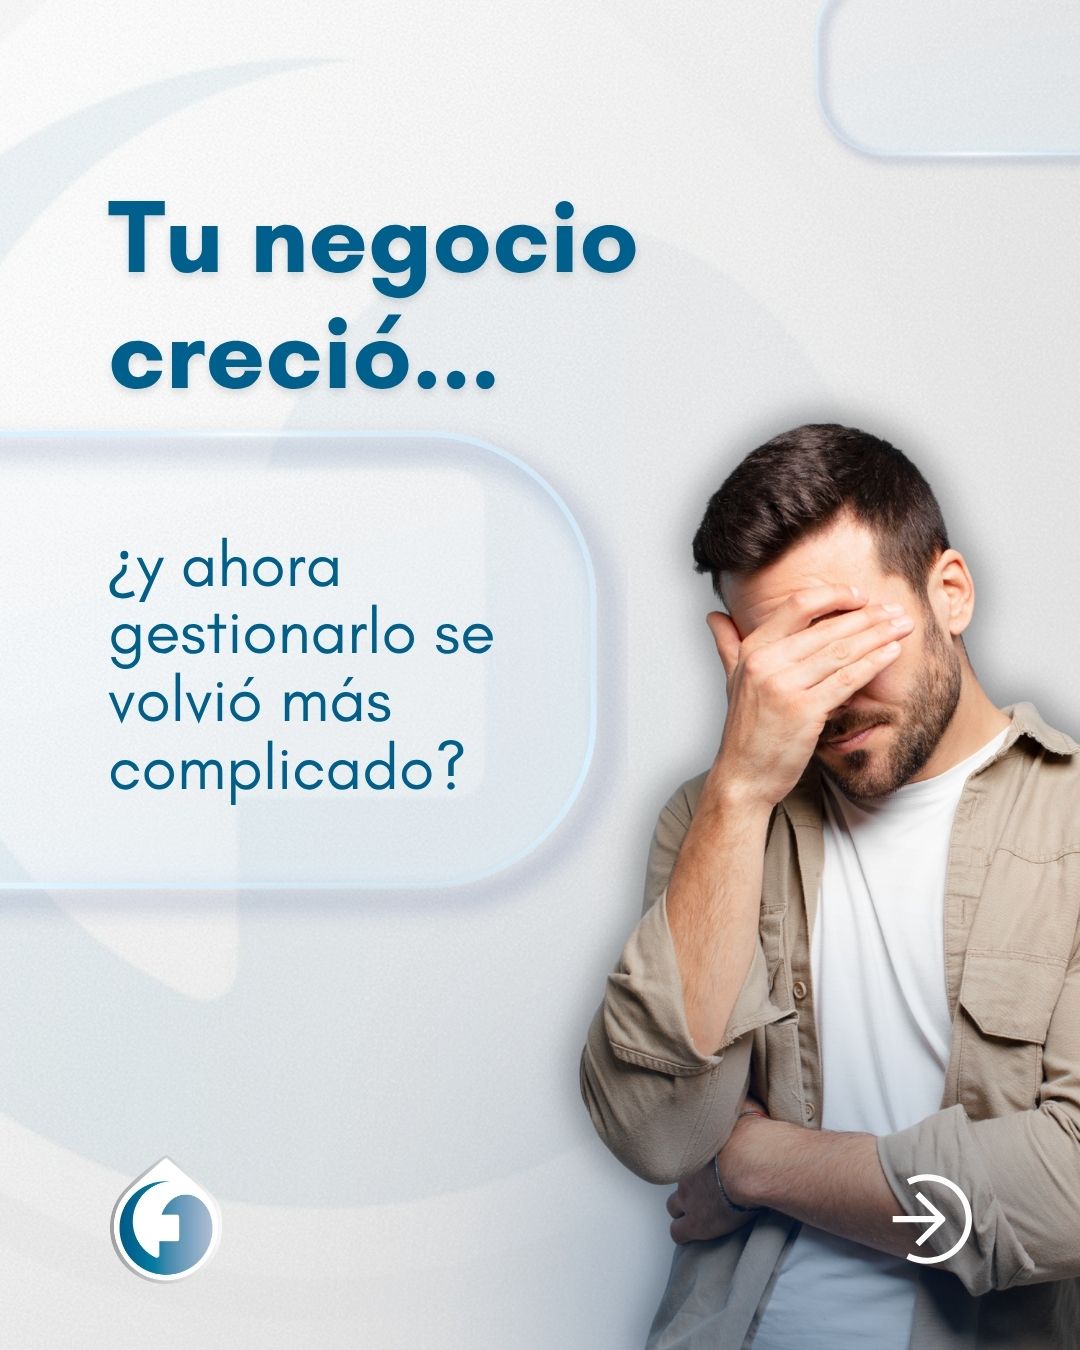 Tu negocio
creció...
¿y ahora
gestionarlo se
volvió más
complicado?